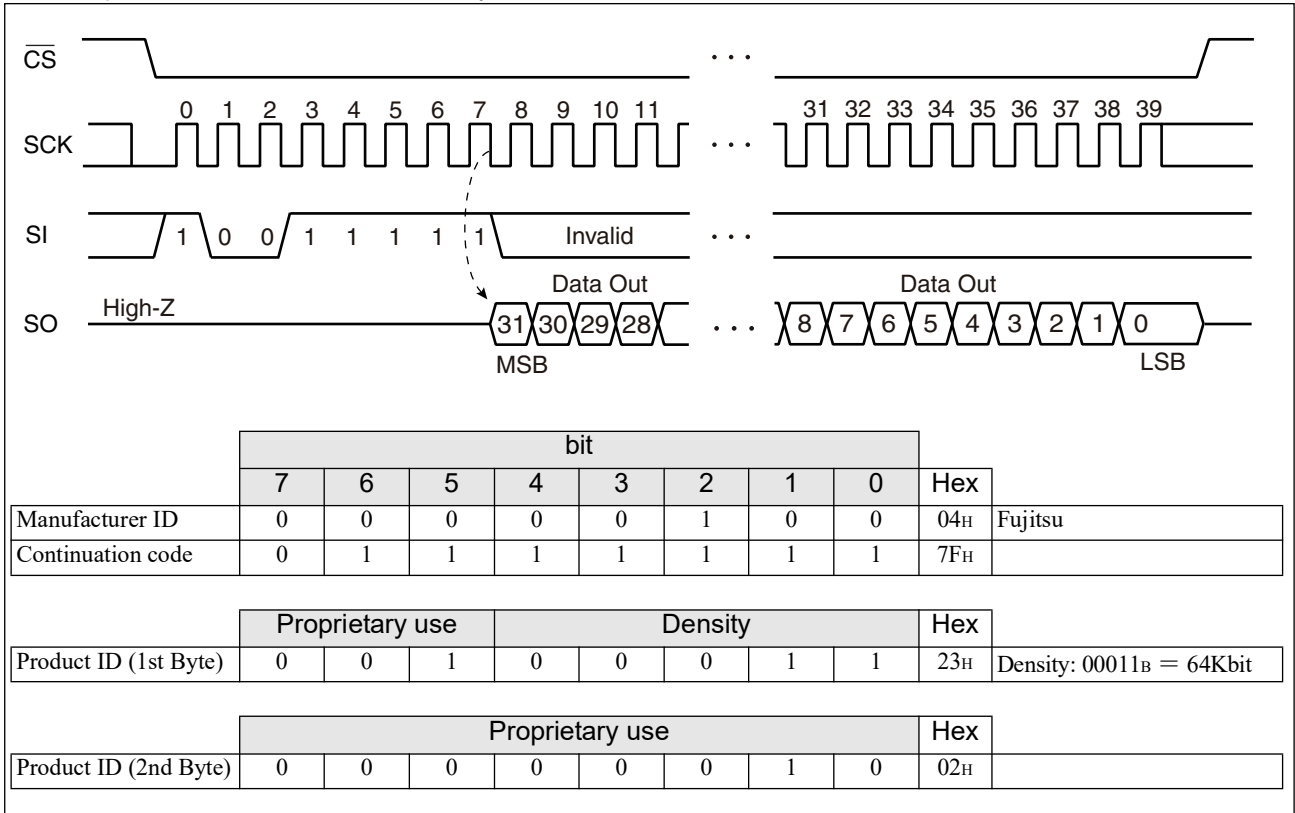 CS
0 1 2 3 4 5 6 7 8 9 10 11 31 32 33 34 35 36 37 38 39
SCK
SI 1 0 0 1 1 1 1 1 Invalid
Data Out Data Out
High-Z
SO 31 30 29 28 8 7 6 5 4 3 2 1 0
MSB LSB
bit
7 6 5 4 3 2 1 0 Hex
Manufacturer ID 0 0 0 0 0 1 0 0 04H Fujitsu
Continuation code 0 1 1 1 1 1 1 1 7FH
Proprietary use Density Hex
Product ID (1st Byte) 0 0 1 0 0 0 1 1 23H Density: 00011B = 64Kbit
Proprietary use Hex
Product ID (2nd Byte) 0 0 0 0 0 0 1 0 02H